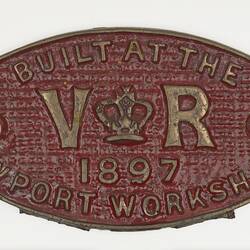 BUILT AT THE
V R
1897
WPORT WORKSH